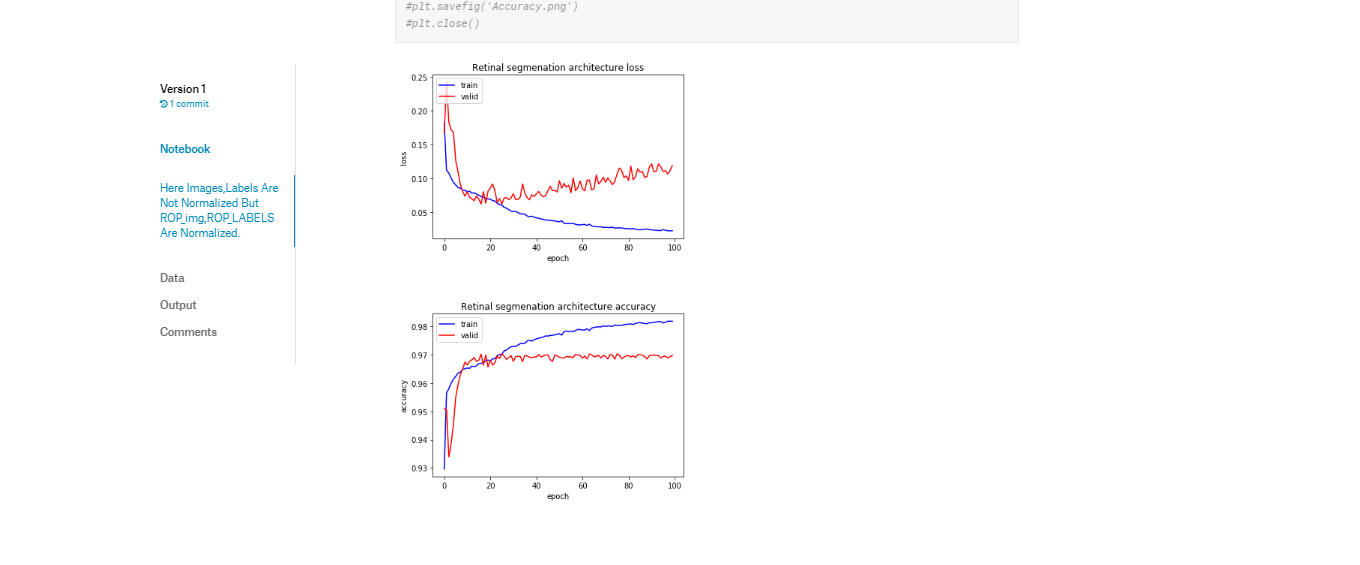 #plt.savefig('Accuracy.png')
#plt.close()
Version 1
1 commit
Notebook
Here Images,Labels Are
Not Normalized But
ROP_img,ROP_LABELS
Are Normalized.
Data
Output
Comments
Retinal segmenation architecture loss
train
valid
0.25
0.20
0.15
0.10
0.05
loss
0 20 40 60 80 100
epoch
Retinal segmenation architecture accuracy
train
valid
0.98
0.97
0.96
0.95
0.94
0.93
accuracy
0 20 40 60 80 100
epoch